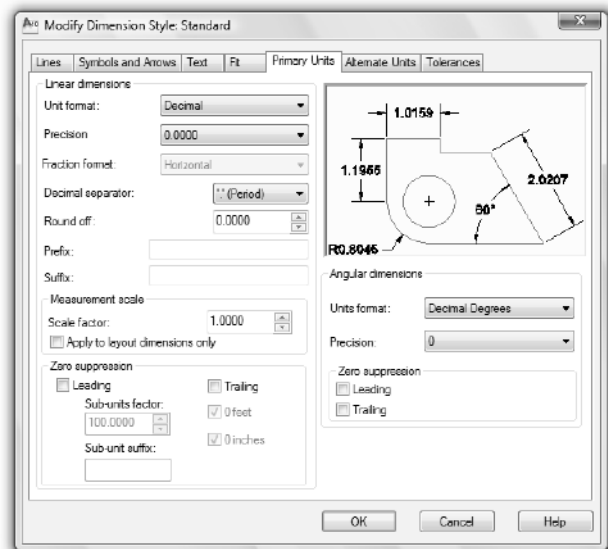 Modify Dimension Style: Standard
Lines Symbols and Arrows Text Fit Primary Units Alternate Units Tolerances
Linear dimensions
Unit format: Decimal
Precision 0.0000
Fraction format: Horizontal
Decimal separator: '.' (Period)
Round off: 0.0000
Prefix:
Suffix:
Measurement scale
Scale factor: 1.0000
Apply to layout dimensions only
Zero suppression
Leading
Trailing
Sub-units factor:
100.0000
0 feet
Sub-unit suffix:
0 inches
1.0159
1.1955
2.0207
60°
R0.8045
Angular dimensions
Units format: Decimal Degrees
Precision: 0
Zero suppression
Leading
Trailing
OK Cancel Help